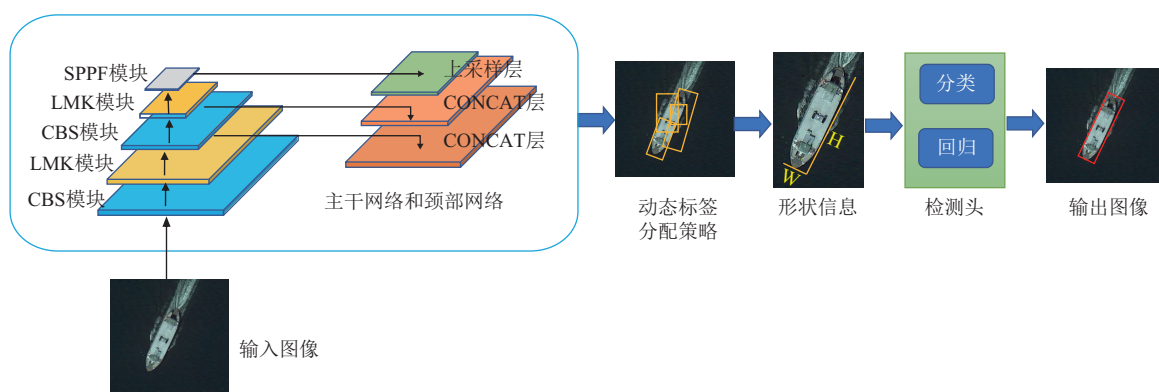 SPPF模块
上采样层
LMK模块
CONCAT层
CBS模块
CONCAT层
LMK模块
CBS模块
主干网络和颈部网络
输入图像
动态标签
分配策略
H
W
形状信息
分类
回归
检测头
输出图像